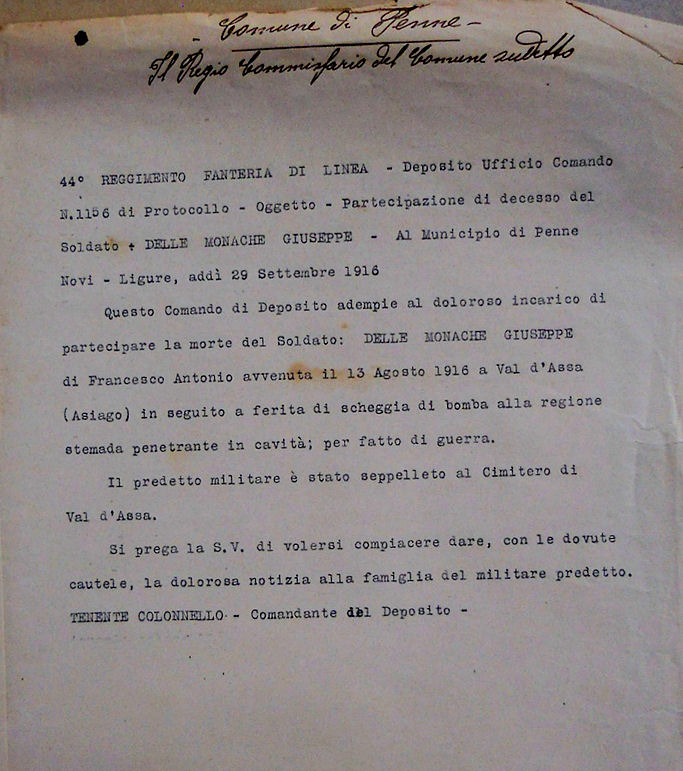 - Comune di Penne -
Il Regio Commissario del Comune sudetto
44° REGGIMENTO FANTERIA DI LINEA - Deposito Ufficio Comando
N.1156 di Protocollo - Oggetto - Partecipazione di decesso del
Soldato + DELLE MONACHE GIUSEPPE - Al Municipio di Penne
Novi - Ligure, addì 29 Settembre 1916
Questo Comando di Deposito adempie al doloroso incarico di
partecipare la morte del Soldato: DELLE MONACHE GIUSEPPE
di Francesco Antonio avvenuta il 13 Agosto 1916 a Val d'Assa
(Asiago) in seguito a ferita di scheggia di bomba alla regione
stemada penetrante in cavità; per fatto di guerra.
Il predetto militare è stato seppelleto al Cimitero di
Val d'Assa.
Si prega la S.V. di volersi compiacere dare, con le dovute
cautele, la dolorosa notizia alla famiglia del militare predetto.
TENENTE COLONNELLO - Comandante del Deposito -